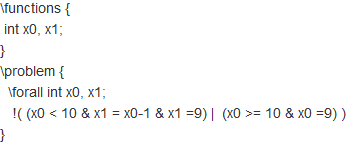 \functions {
int x0, x1;
}
\problem {
\forall int x0, x1;
!( (x0 < 10 & x1 = x0-1 & x1 =9) | (x0 >= 10 & x0 =9) )
}